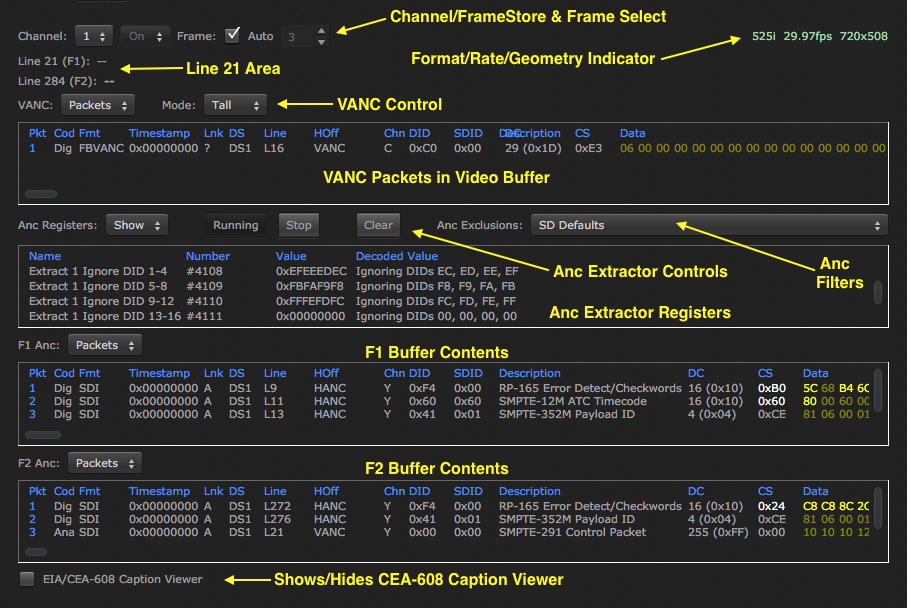 Channel/FrameStore & Frame Select
Channel: 1 On Frame: Auto 3
525i 29.97fps 720x508
Format/Rate/Geometry Indicator
Line 21 (F1): --
Line 21 Area
Line 284 (F2): --
VANC: Packets Mode: Tall VANC Control
Pkt Cod Fmt Timestamp Lnk DS Line HOff Chn DID SDID Description CS Data
1 Dig FBVANC 0x00000000 ? DS1 L16 VANC C 0xC0 0x00 29 (0x1D) 0xE3 06 00 00 00 00 00 00 00 00 00 00 00 00 00 00
VANC Packets in Video Buffer
Anc Registers: Show Running Stop Clear Anc Exclusions: SD Defaults
Name Number Value Decoded Value
Extract 1 Ignore DID 1-4 #4108 0xEFEEEDEC Ignoring DIDs EC, ED, EE, EF
Extract 1 Ignore DID 5-8 #4109 0xFBFAF9F8 Ignoring DIDs F8, F9, FA, FB
Extract 1 Ignore DID 9-12 #4110 0xFFFEFDFC Ignoring DIDs FC, FD, FE, FF
Extract 1 Ignore DID 13-16 #4111 0x00000000 Ignoring DIDs 00, 00, 00, 00
Anc Extractor Controls
Anc
Filters
Anc Extractor Registers
F1 Anc: Packets
F1 Buffer Contents
Pkt Cod Fmt Timestamp Lnk DS Line HOff Chn DID SDID Description DC CS Data
1 Dig SDI 0x00000000 A DS1 L9 HANC Y 0xF4 0x00 RP-165 Error Detect/Checkwords 16 (0x10) 0xB0 5C 68 B4 6C
2 Dig SDI 0x00000000 A DS1 L11 HANC Y 0x60 0x60 SMPTE-12M ATC Timecode 16 (0x10) 0x60 80 00 60 00
3 Dig SDI 0x00000000 A DS1 L13 HANC Y 0x41 0x01 SMPTE-352M Payload ID 4 (0x04) 0xCE 81 06 00 01
F2 Anc: Packets
F2 Buffer Contents
Pkt Cod Fmt Timestamp Lnk DS Line HOff Chn DID SDID Description DC CS Data
1 Dig SDI 0x00000000 A DS1 L272 HANC Y 0xF4 0x00 RP-165 Error Detect/Checkwords 16 (0x10) 0x24 C8 C8 8C 2C
2 Dig SDI 0x00000000 A DS1 L276 HANC Y 0x41 0x01 SMPTE-352M Payload ID 4 (0x04) 0xCE 81 06 00 01
3 Ana SDI 0x00000000 A DS1 L21 VANC Y 0x00 0x00 SMPTE-291 Control Packet 255 (0xFF) 0x00 10 10 10 12
EIA/CEA-608 Caption Viewer
Shows/Hides CEA-608 Caption Viewer